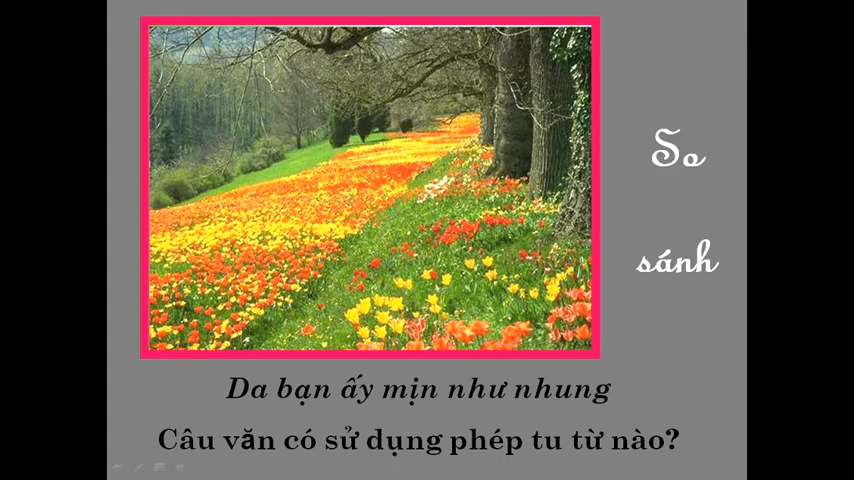 So
sánh
Da bạn ấy mịn như nhung
Câu văn có sử dụng phép tu từ nào?